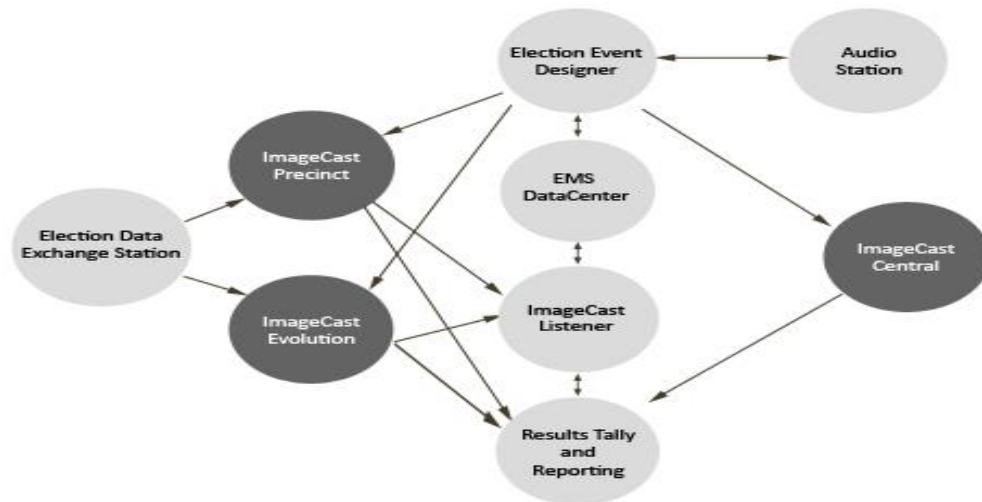 Election Event
Designer
Audio
Station
ImageCast
Precinct
EMS
DataCenter
Election Data
Exchange Station
ImageCast
Central
ImageCast
Evolution
ImageCast
Listener
Results Tally
and
Reporting